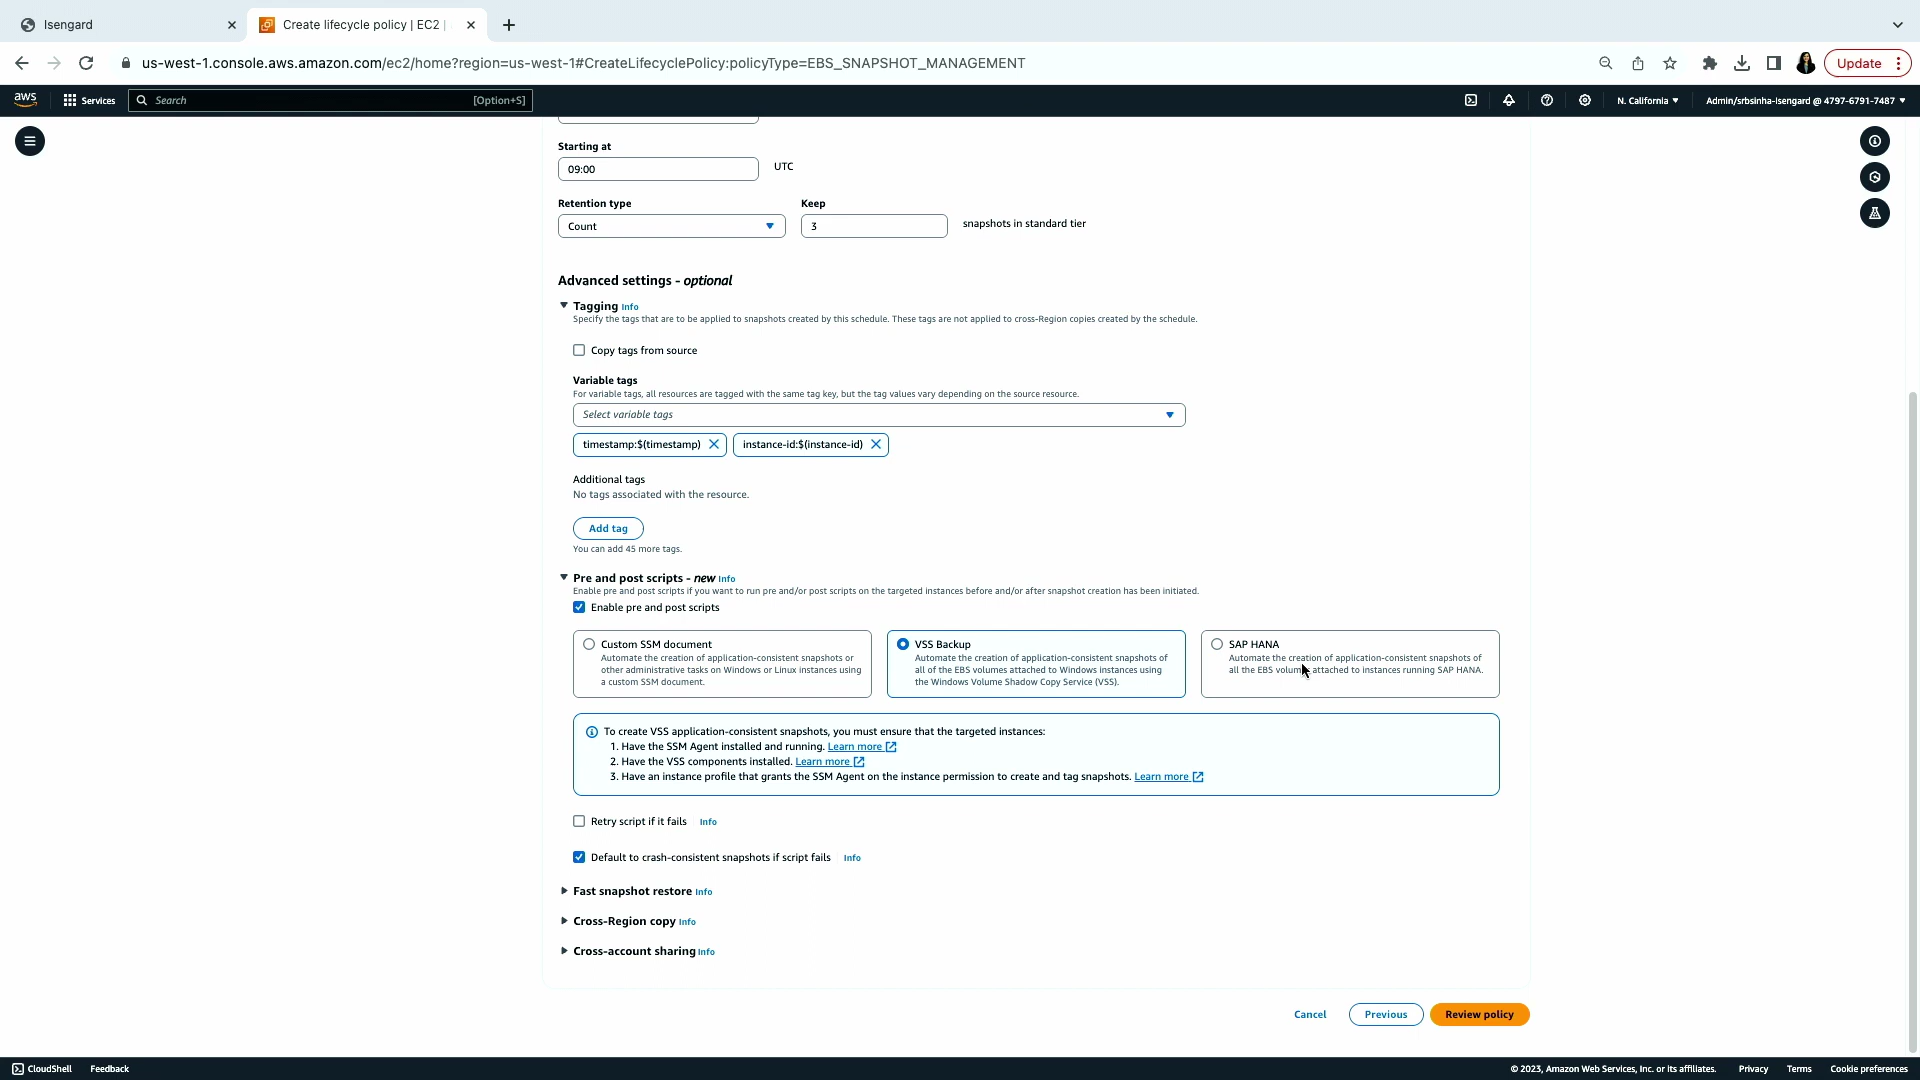 Isengard
Create lifecycle policy | EC2 |
us-west-1.console.aws.amazon.com/ec2/home?region=us-west-1#CreateLifecyclePolicy:policyType=EBS_SNAPSHOT_MANAGEMENT
Update
aws
Services
Search
[Option+S]
N. California
Admin/srbsinha-Isengard @ 4797-6791-7487
Starting at
09:00
UTC
Retention type
Keep
Count
3
snapshots in standard tier
Advanced settings - optional
Tagging Info
Specify the tags that are to be applied to snapshots created by this schedule. These tags are not applied to cross-Region copies created by the schedule.
Copy tags from source
Variable tags
For variable tags, all resources are tagged with the same tag key, but the tag values vary depending on the source resource.
Select variable tags
timestamp:$(timestamp)
instance-id:$(instance-id)
Additional tags
No tags associated with the resource.
Add tag
You can add 45 more tags.
Pre and post scripts - new Info
Enable pre and post scripts if you want to run pre and/or post scripts on the targeted instances before and/or after snapshot creation has been initiated.
Enable pre and post scripts
Custom SSM document
Automate the creation of application-consistent snapshots or
other administrative tasks on Windows or Linux instances using
a custom SSM document.
VSS Backup
Automate the creation of application-consistent snapshots of
all of the EBS volumes attached to Windows instances using
the Windows Volume Shadow Copy Service (VSS).
SAP HANA
Automate the creation of application-consistent snapshots of
all the EBS volumes attached to instances running SAP HANA.
To create VSS application-consistent snapshots, you must ensure that the targeted instances:
1. Have the SSM Agent installed and running. Learn more
2. Have the VSS components installed. Learn more
3. Have an instance profile that grants the SSM Agent on the instance permission to create and tag snapshots. Learn more
Retry script if it fails Info
Default to crash-consistent snapshots if script fails Info
Fast snapshot restore Info
Cross-Region copy Info
Cross-account sharing Info
Cancel
Previous
Review policy
CloudShell
Feedback
© 2023, Amazon Web Services, Inc. or its affiliates.
Privacy
Terms
Cookie preferences